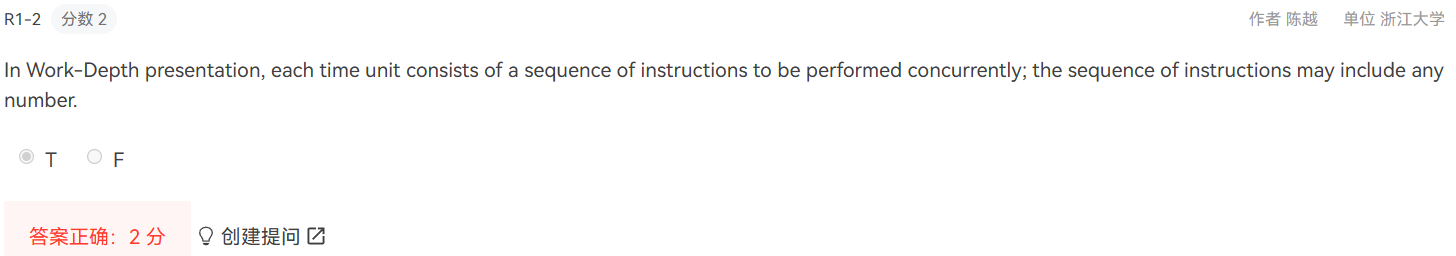 R1-2 分数 2 作者 陈越 单位 浙江大学
In Work-Depth presentation, each time unit consists of a sequence of instructions to be performed concurrently; the sequence of instructions may include any
number.
T F
答案正确：2 分 创建提问